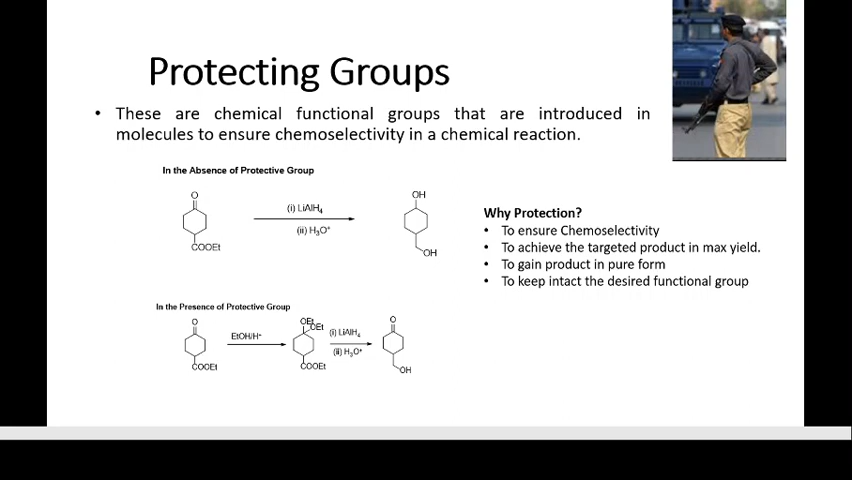 Protecting Groups
• These are chemical functional groups that are introduced in
molecules to ensure chemoselectivity in a chemical reaction.
In the Absence of Protective Group
O
COOEt
(i) LiAlH₄
(ii) H₃O⁺
OH
OH
Why Protection?
• To ensure Chemoselectivity
• To achieve the targeted product in max yield.
• To gain product in pure form
• To keep intact the desired functional group
In the Presence of Protective Group
O
COOEt
EtOH/H⁺
OEt
OEt
COOEt
(i) LiAlH₄
(ii) H₃O⁺
O
OH